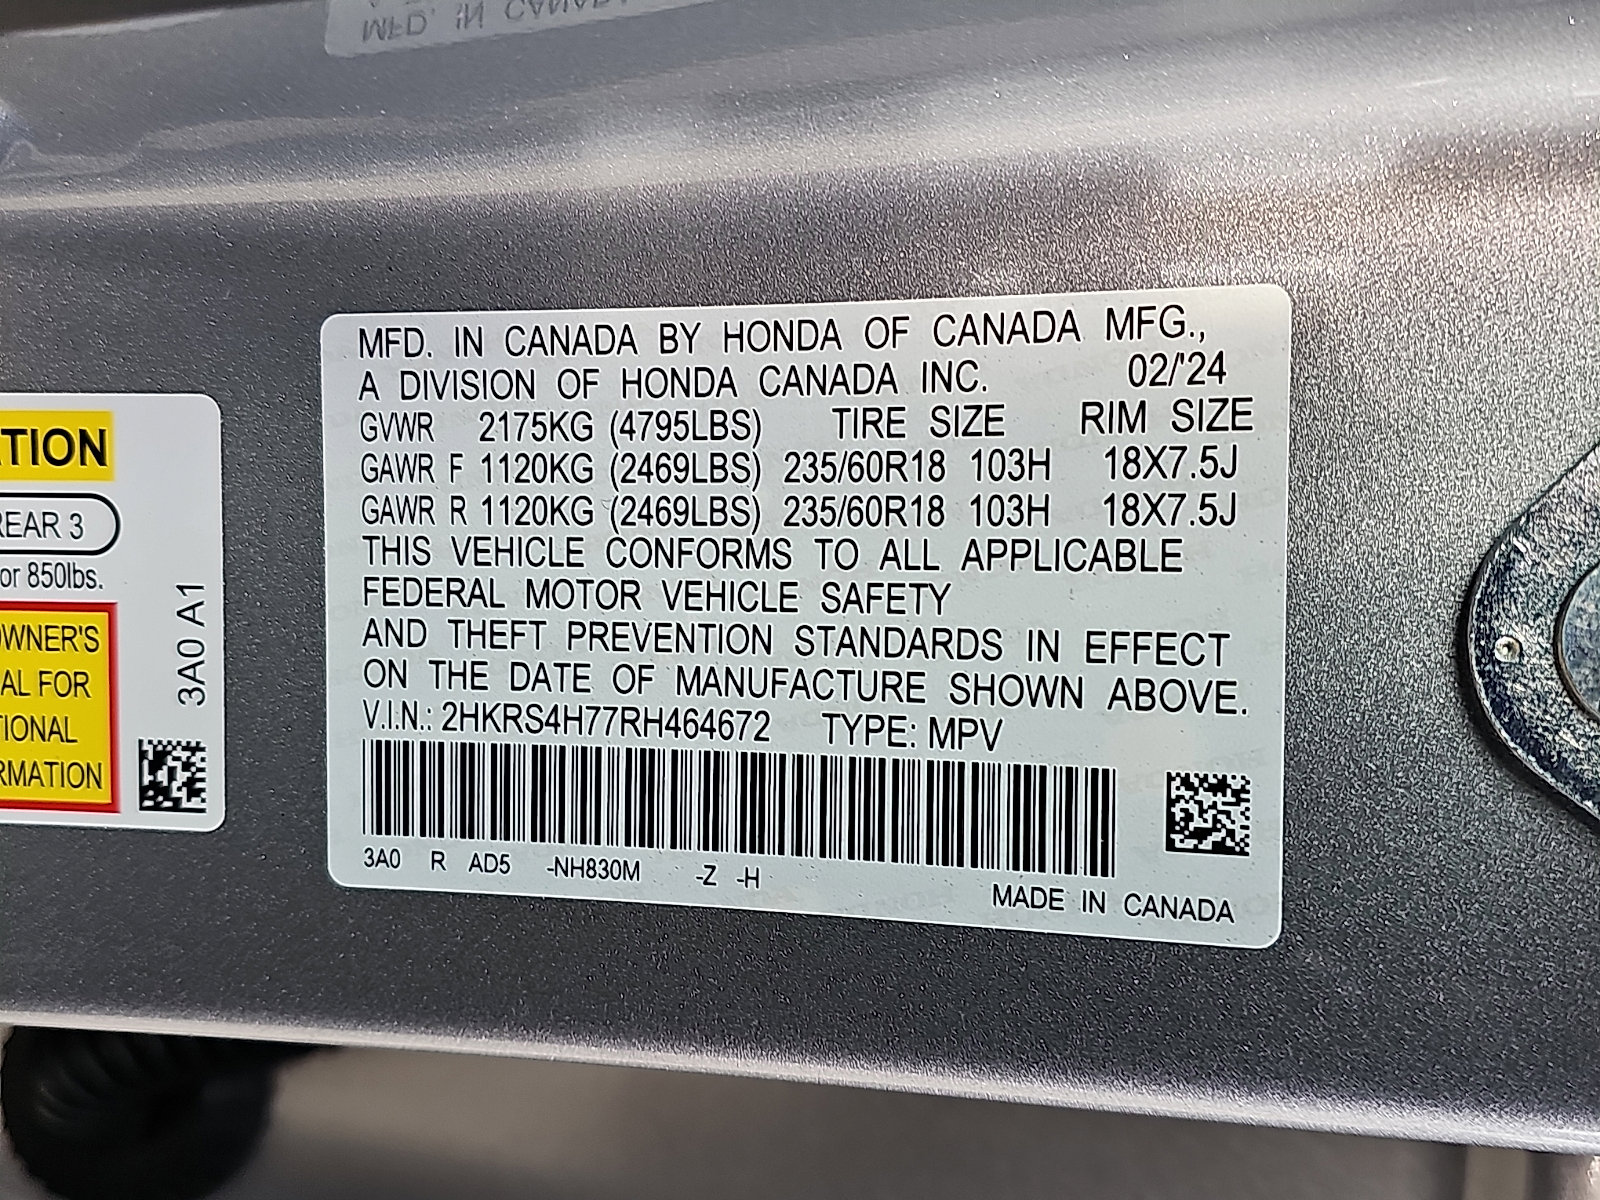 MFD. IN CANADA
TION
REAR 3
or 850lbs.
OWNER'S
AL FOR
TIONAL
RMATION
3A0 A1
MFD. IN CANADA BY HONDA OF CANADA MFG.,
A DIVISION OF HONDA CANADA INC. 02/'24
GVWR 2175KG (4795LBS) TIRE SIZE RIM SIZE
GAWR F 1120KG (2469LBS) 235/60R18 103H 18X7.5J
GAWR R 1120KG (2469LBS) 235/60R18 103H 18X7.5J
THIS VEHICLE CONFORMS TO ALL APPLICABLE
FEDERAL MOTOR VEHICLE SAFETY
AND THEFT PREVENTION STANDARDS IN EFFECT
ON THE DATE OF MANUFACTURE SHOWN ABOVE.
V.I.N.: 2HKRS4H77RH464672 TYPE: MPV
3A0 R AD5 -NH830M -Z -H
MADE IN CANADA